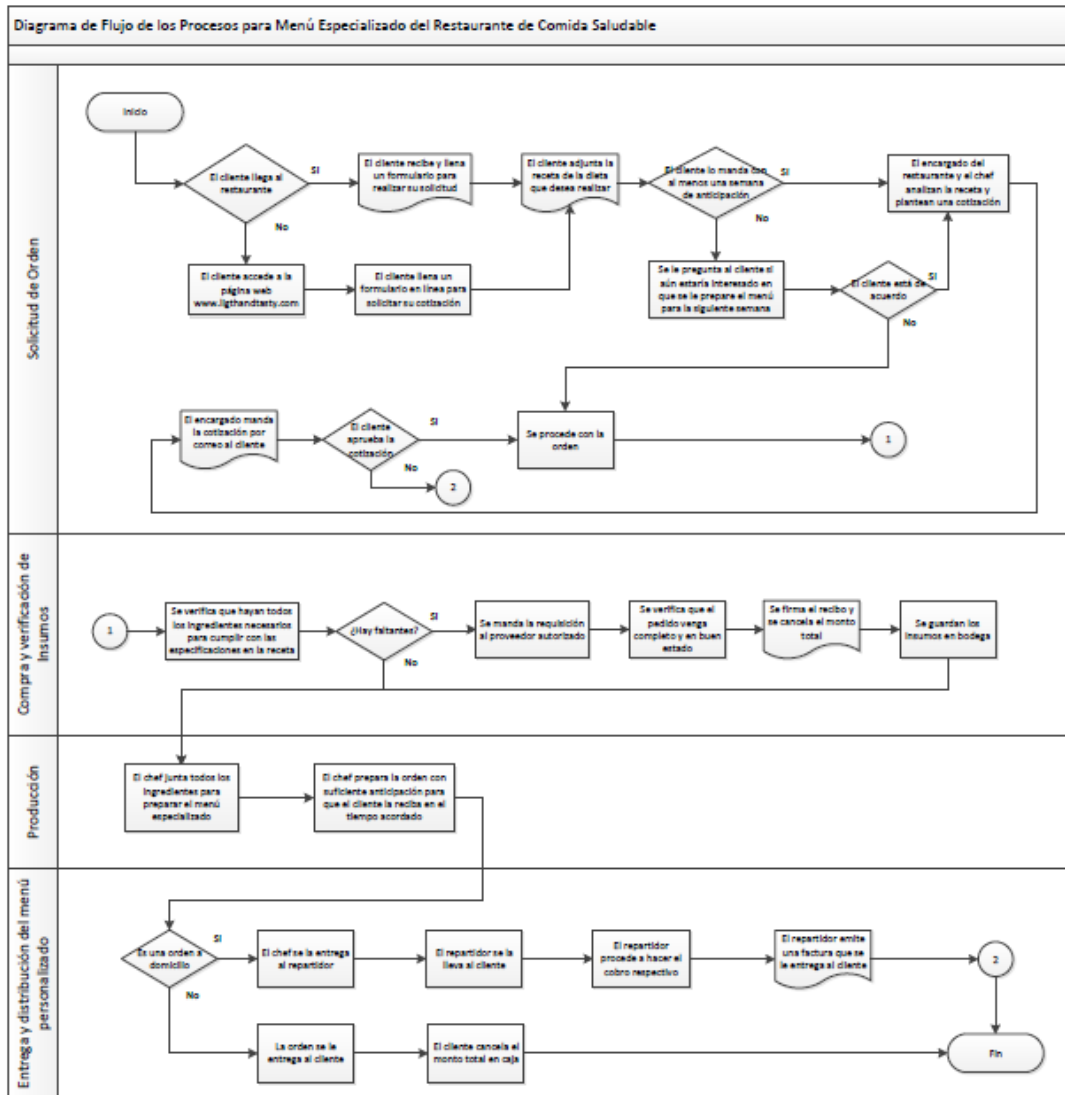 Diagrama de Flujo de los Procesos para Menú Especializado del Restaurante de Comida Saludable
Solicitud de Orden
Inicio
El cliente llega al
restaurante
SI
No
El cliente recibe y llena
un formulario para
realizar su solicitud
El cliente adjunta la
receta de la dieta
que desea realizar
El cliente lo manda con
al menos una semana
de anticipación
SI
No
El encargado del
restaurante y el chef
analizan la receta y
plantean una cotización
El cliente accede a la
página web
www.ligthandtasty.com
El cliente llena un
formulario en línea para
solicitar su cotización
Se le pregunta al cliente si
aún estaría interesado en
que se le prepare el menú
para la siguiente semana
El cliente está de
acuerdo
SI
No
El encargado manda
la cotización por
correo al cliente
El cliente
aprueba la
cotización
SI
No
2
Se procede con la
orden
1
Compra y verificación de
Insumos
1
Se verifica que hayan todos
los ingredientes necesarios
para cumplir con las
especificaciones en la receta
¿Hay faltantes?
SI
No
Se manda la requisición
al proveedor autorizado
Se verifica que el
pedido venga
completo y en buen
estado
Se firma el recibo y
se cancela el monto
total
Se guardan los
insumos en bodega
Producción
El chef junta todos los
ingredientes para
preparar el menú
especializado
El chef prepara la orden con
suficiente anticipación para
que el cliente la reciba en el
tiempo acordado
Entrega y distribución del menú
personalizado
Es una orden a
domicilio
SI
No
El chef se la entrega
al repartidor
El repartidor se la
lleva al cliente
El repartidor
procede a hacer el
cobro respectivo
El repartidor emite
una factura que se
le entrega al cliente
2
La orden se le
entrega al cliente
El cliente cancela el
monto total en caja
Fin